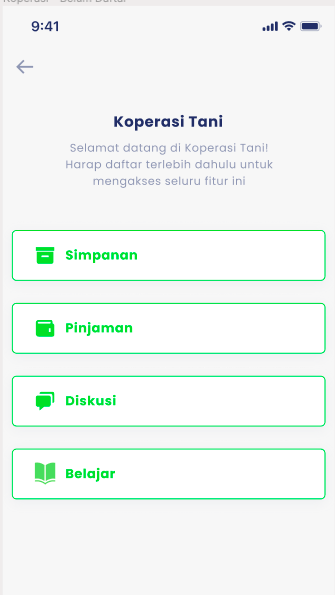 9:41
Koperasi Tani
Selamat datang di Koperasi Tani!
Harap daftar terlebih dahulu untuk
mengakses seluru fitur ini
Simpanan
Pinjaman
Diskusi
Belajar